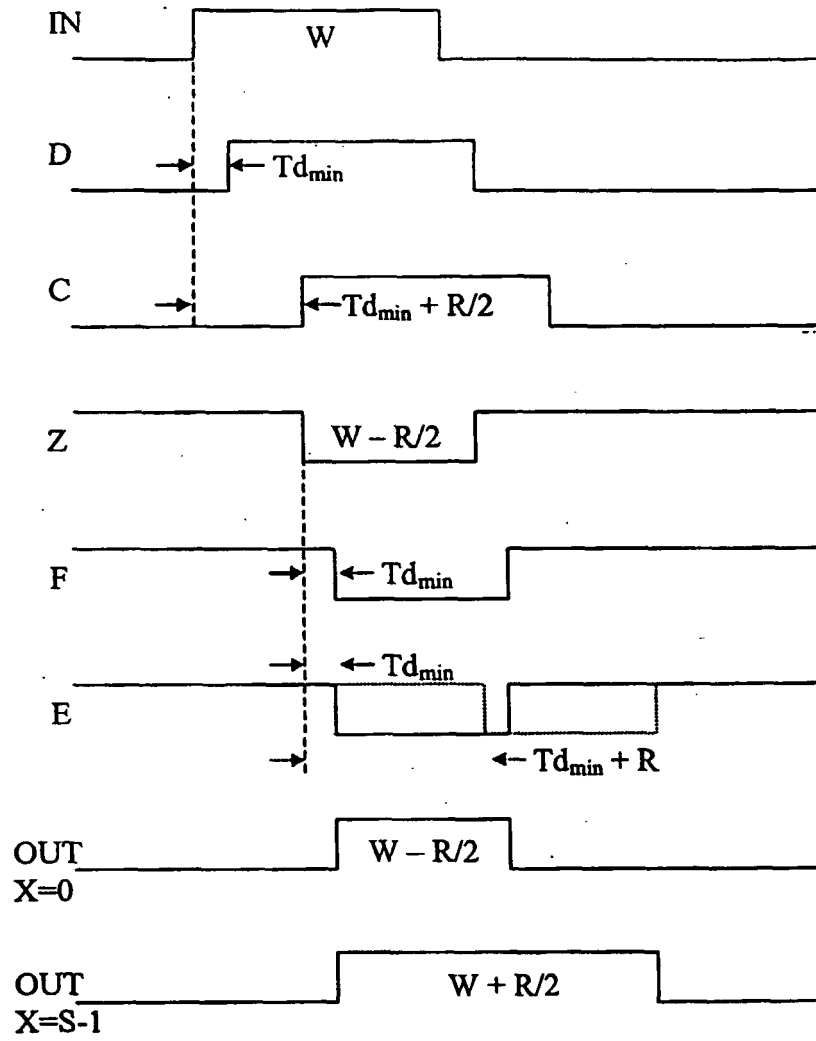 IN
W
D
Td_min
C
Td_min + R/2
Z
W – R/2
F
Td_min
Td_min
E
Td_min + R
OUT
X=0
W – R/2
OUT
X=S-1
W + R/2